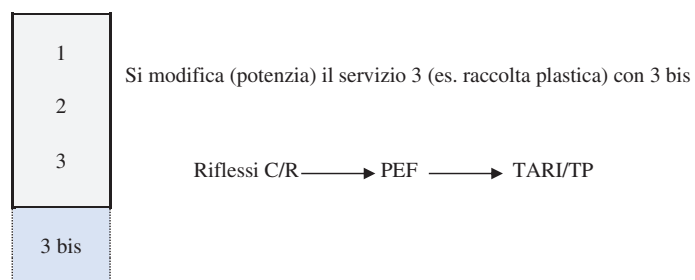 1
Si modifica (potenzia) il servizio 3 (es. raccolta plastica) con 3 bis
2
3
Riflessi C/R PEF TARI/TP
3 bis